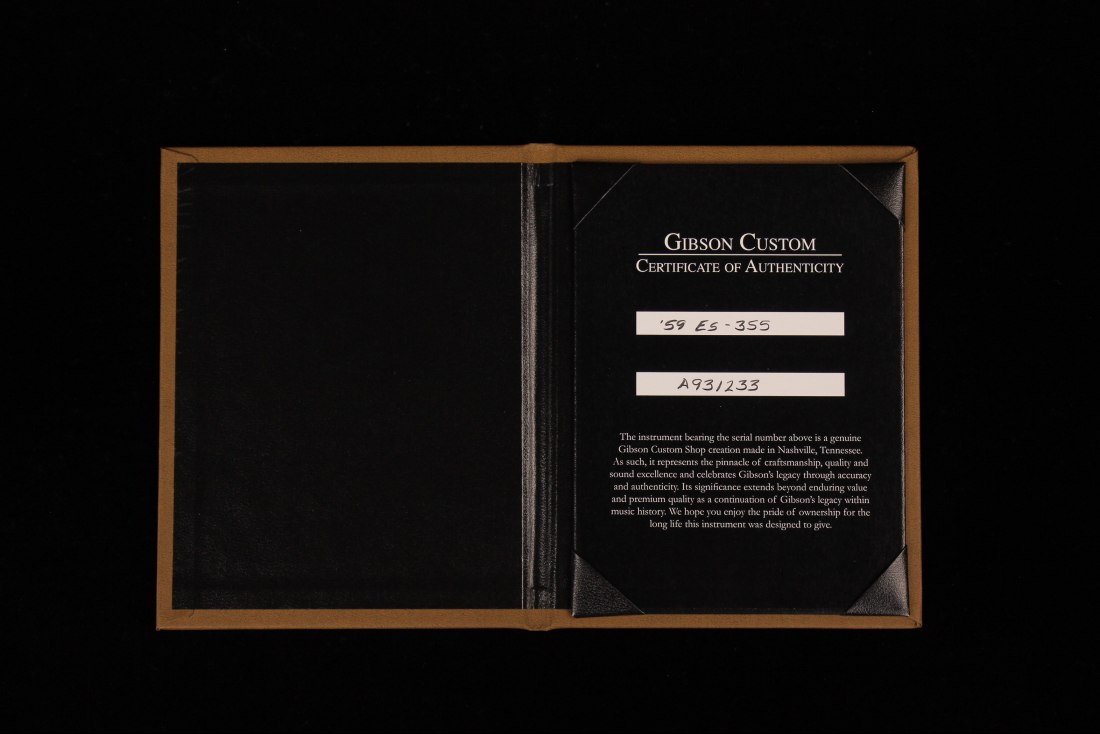 GIBSON CUSTOM
CERTIFICATE OF AUTHENTICITY
'59 ES-355
A931233
The instrument bearing the serial number above is a genuine
Gibson Custom Shop creation made in Nashville, Tennessee.
As such, it represents the pinnacle of craftsmanship, quality and
sound excellence and celebrates Gibson's legacy through accuracy
and authenticity. Its significance extends beyond enduring value
and premium quality as a continuation of Gibson's legacy within
music history. We hope you enjoy the pride of ownership for the
long life this instrument was designed to give.